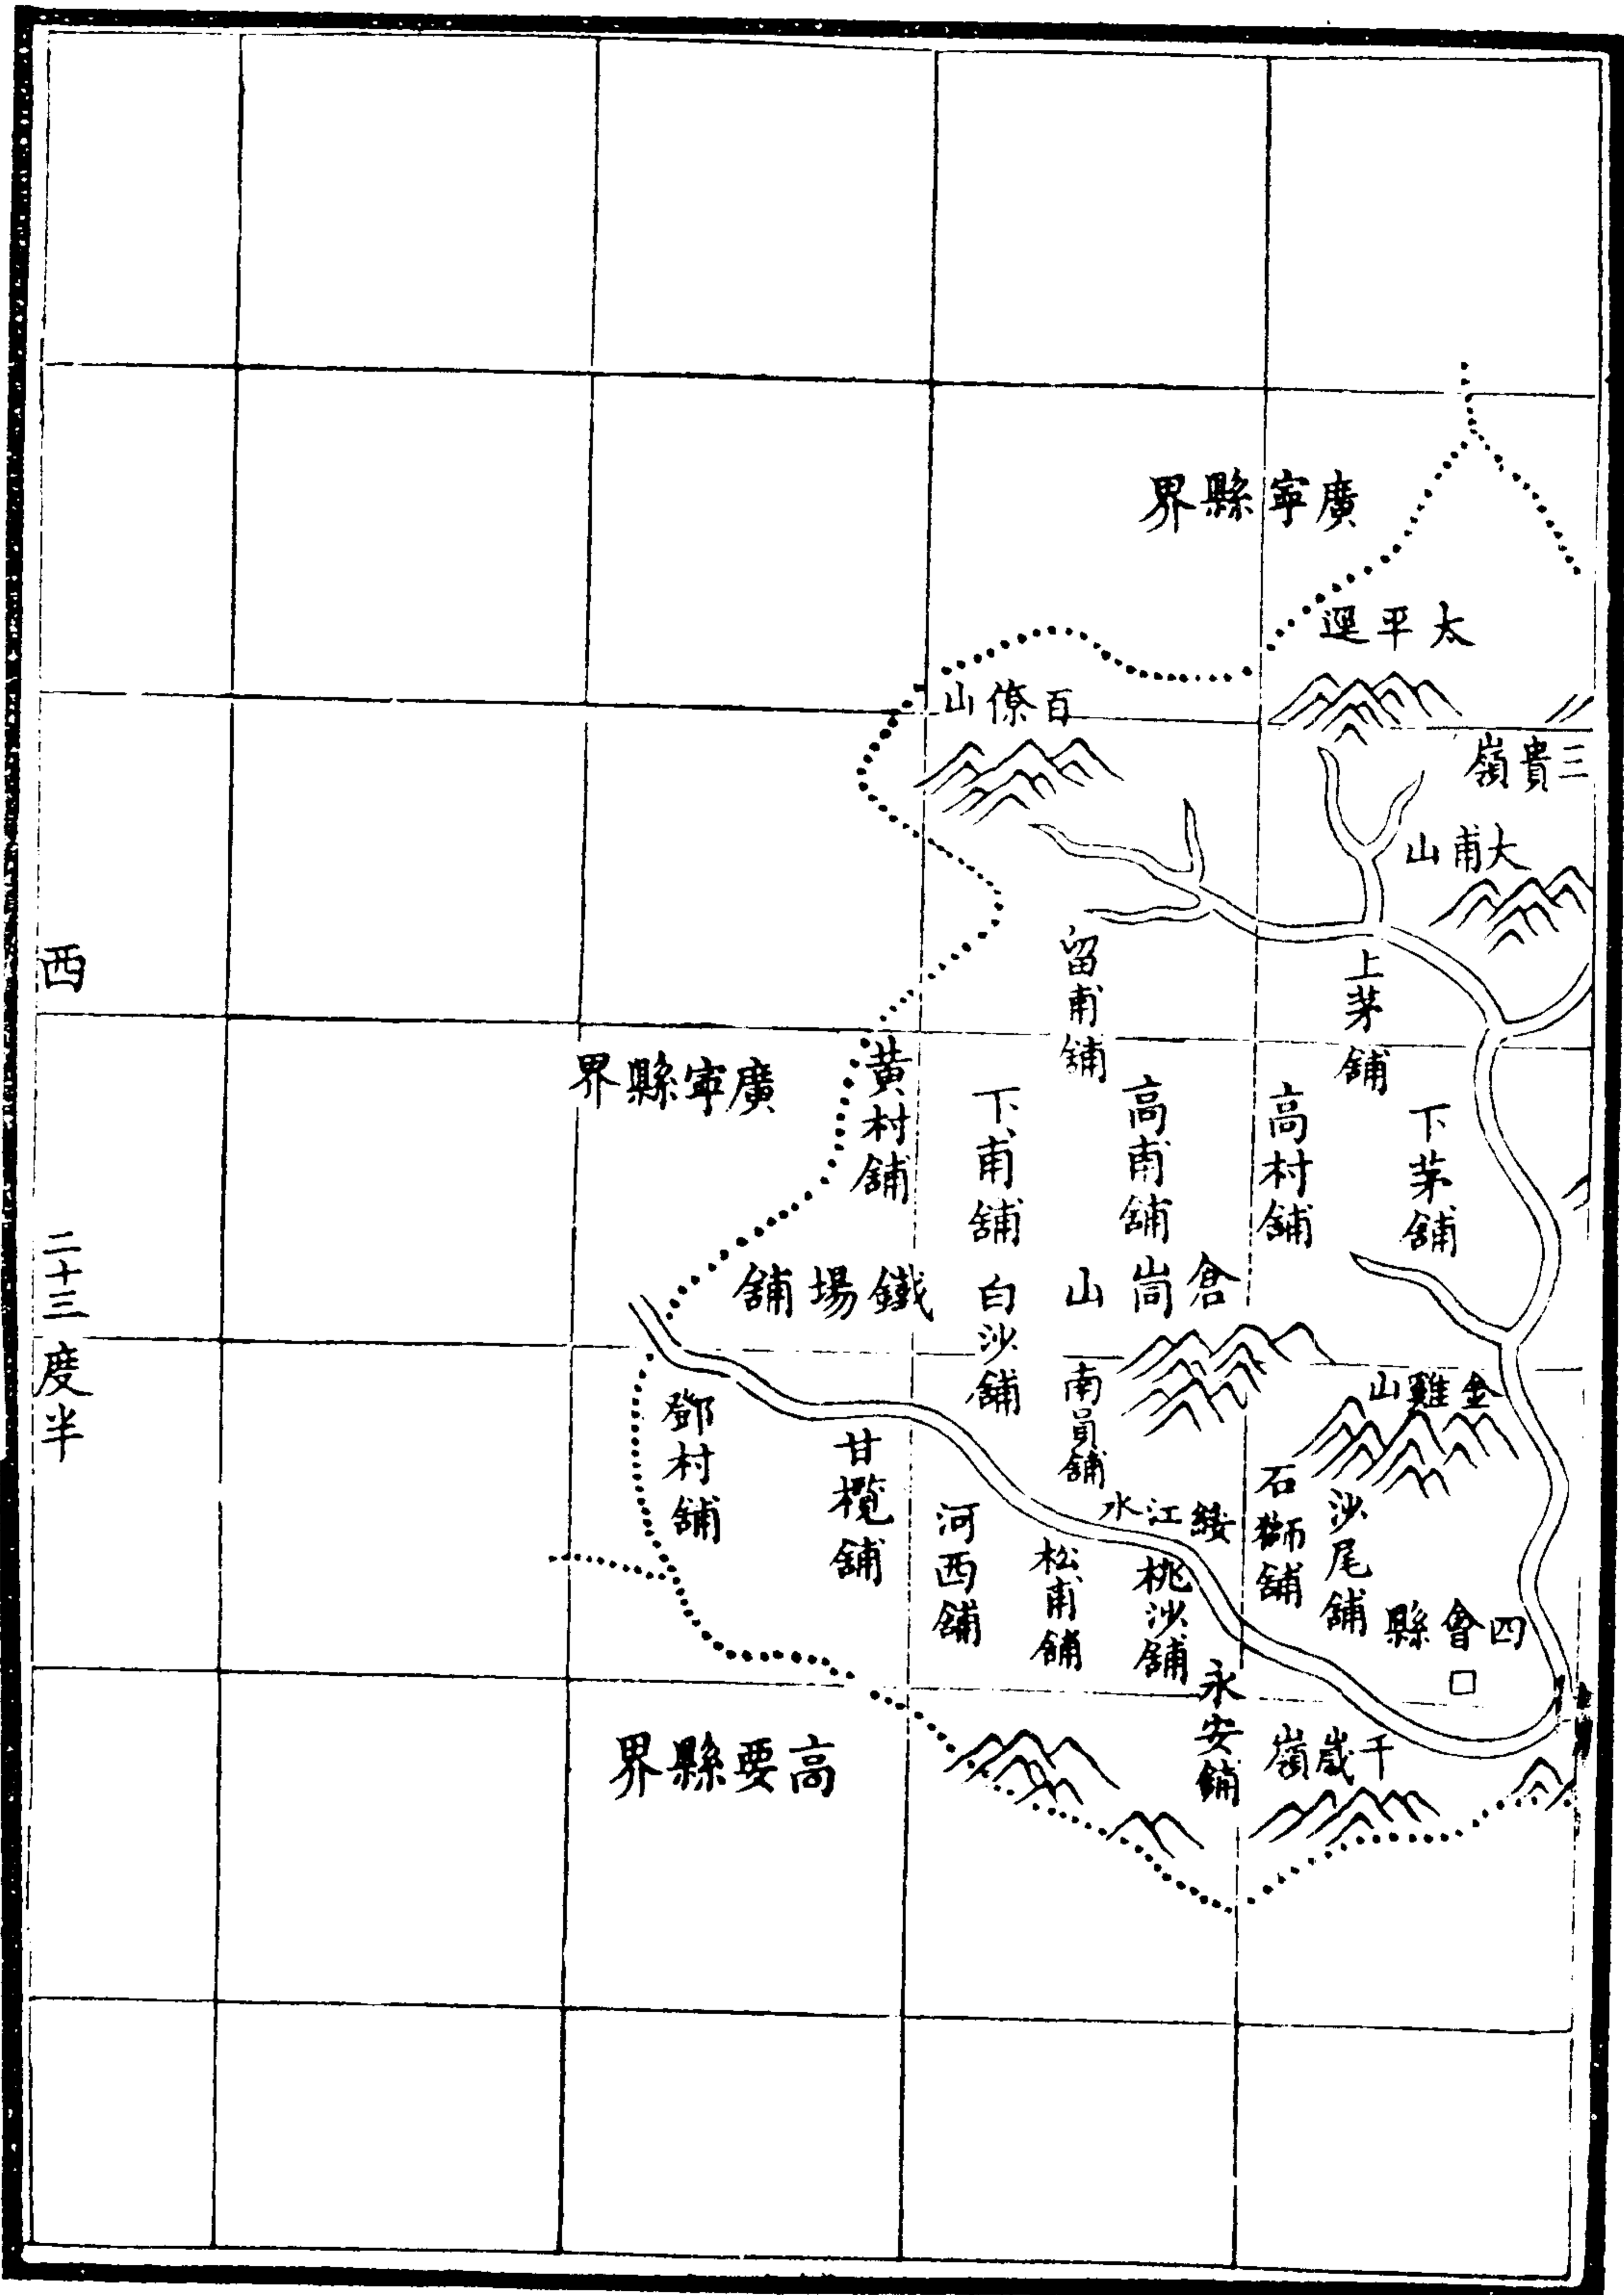 廣寧縣界
太平逕
百僚山
三貴嶺
大甫山
上茅舖
留甫舖
下茅舖
高村舖
高甫舖
下甫舖
黃村舖
廣寧縣界
倉岗山
白沙舖
鐵場舖
金雞山
南員舖
沙尾舖
石獅舖
綏江水
桃沙舖
松甫舖
河西舖
甘欖舖
鄧村舖
四會縣
永安舖
千歲嶺
高要縣界
西
二十三度半